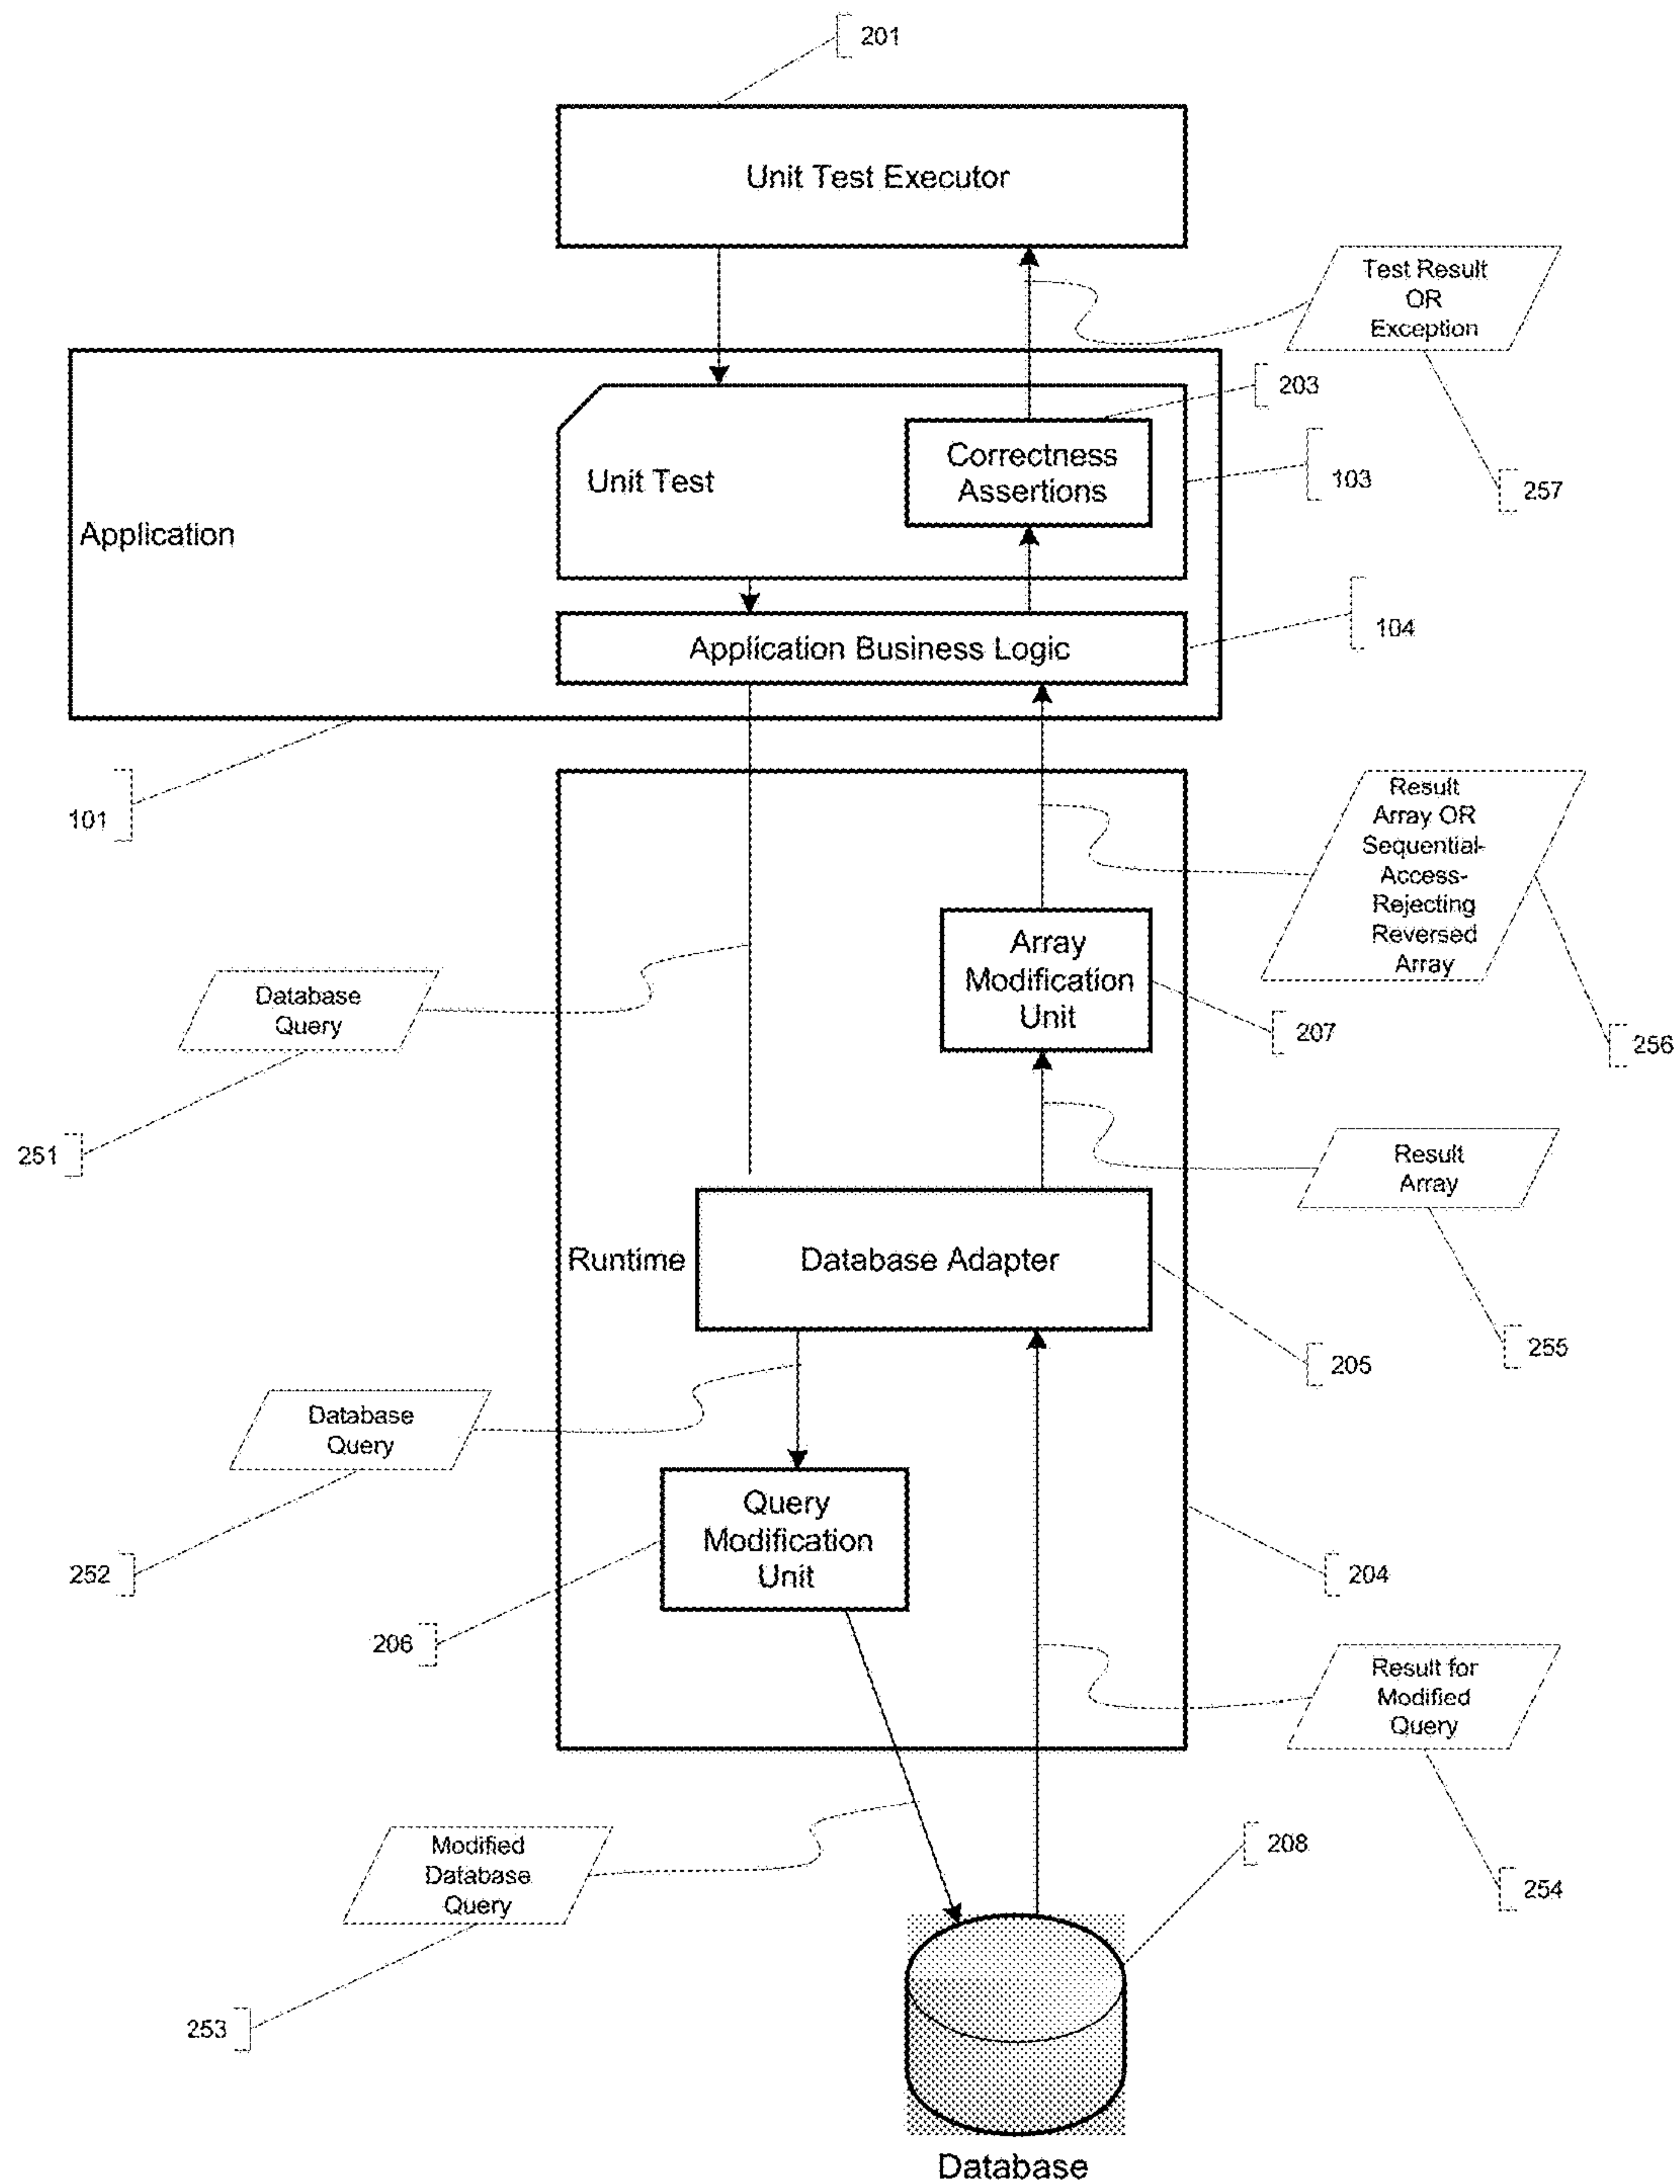 201
Unit Test Executor
Test Result
OR
Exception
203
Correctness
Assertions
Unit Test
103
257
Application
104
Application Business Logic
101
Result
Array OR
Sequential-
Access-
Rejecting
Reversed
Array
Array
Modification
Unit
Database
Query
207
256
251
Result
Array
Runtime
Database Adapter
255
205
Database
Query
Query
Modification
Unit
252
204
206
Result for
Modified
Query
208
Modified
Database
Query
254
253
Database